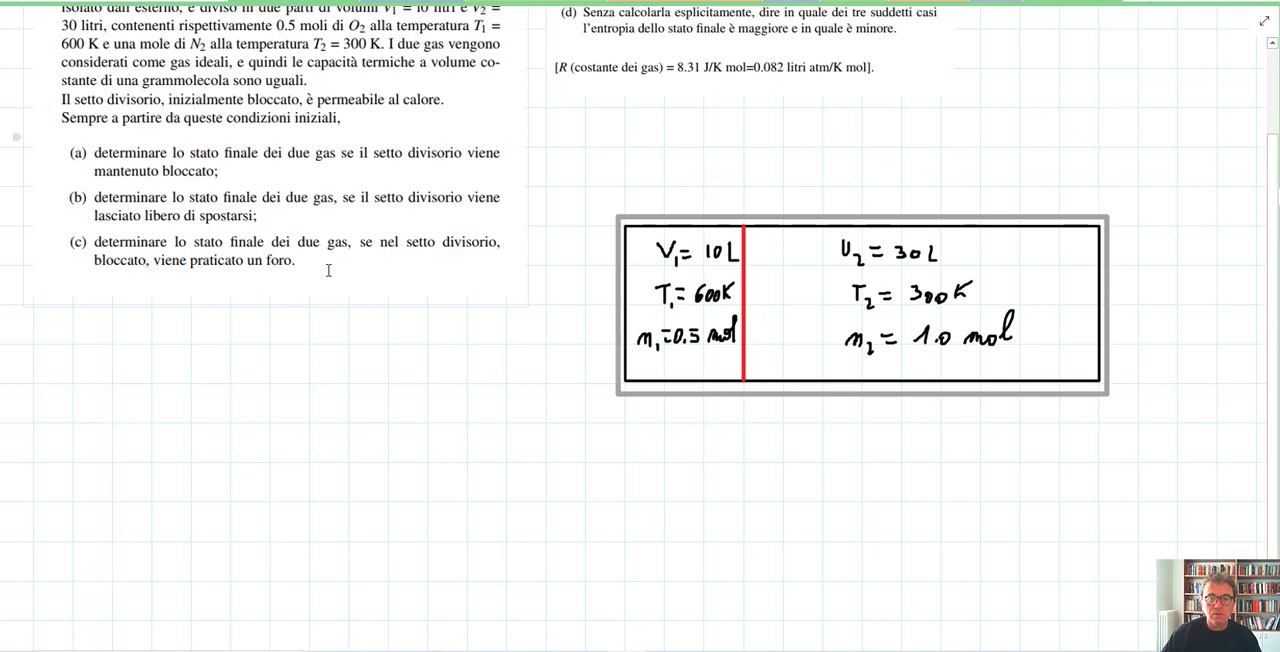 isolato dall'esterno, è diviso in due parti di volumi V1 = 10 litri e V2 =
30 litri, contenenti rispettivamente 0.5 moli di O2 alla temperatura T1 =
600 K e una mole di N2 alla temperatura T2 = 300 K. I due gas vengono
considerati come gas ideali, e quindi le capacità termiche a volume co-
stante di una grammolecola sono uguali.
Il setto divisorio, inizialmente bloccato, è permeabile al calore.
Sempre a partire da queste condizioni iniziali,
(a) determinare lo stato finale dei due gas se il setto divisorio viene
mantenuto bloccato;
(b) determinare lo stato finale dei due gas, se il setto divisorio viene
lasciato libero di spostarsi;
(c) determinare lo stato finale dei due gas, se nel setto divisorio,
bloccato, viene praticato un foro.
(d) Senza calcolarla esplicitamente, dire in quale dei tre suddetti casi
l'entropia dello stato finale è maggiore e in quale è minore.
[R (costante dei gas) = 8.31 J/K mol=0.082 litri atm/K mol].
V1 = 10 L
T1 = 600K
n1 = 0.5 mol
V2 = 30 L
T2 = 300K
n2 = 1.0 mol